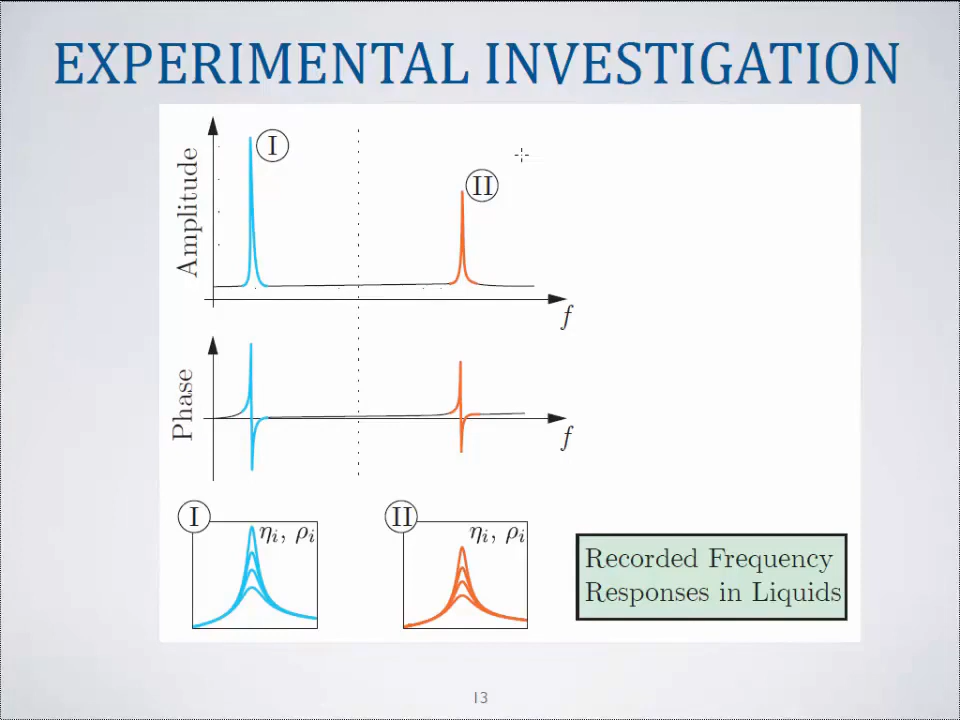 EXPERIMENTAL INVESTIGATION
I
II
Amplitude
f
Phase
f
I
ηᵢ, ρᵢ
II
ηᵢ, ρᵢ
Recorded Frequency
Responses in Liquids
13